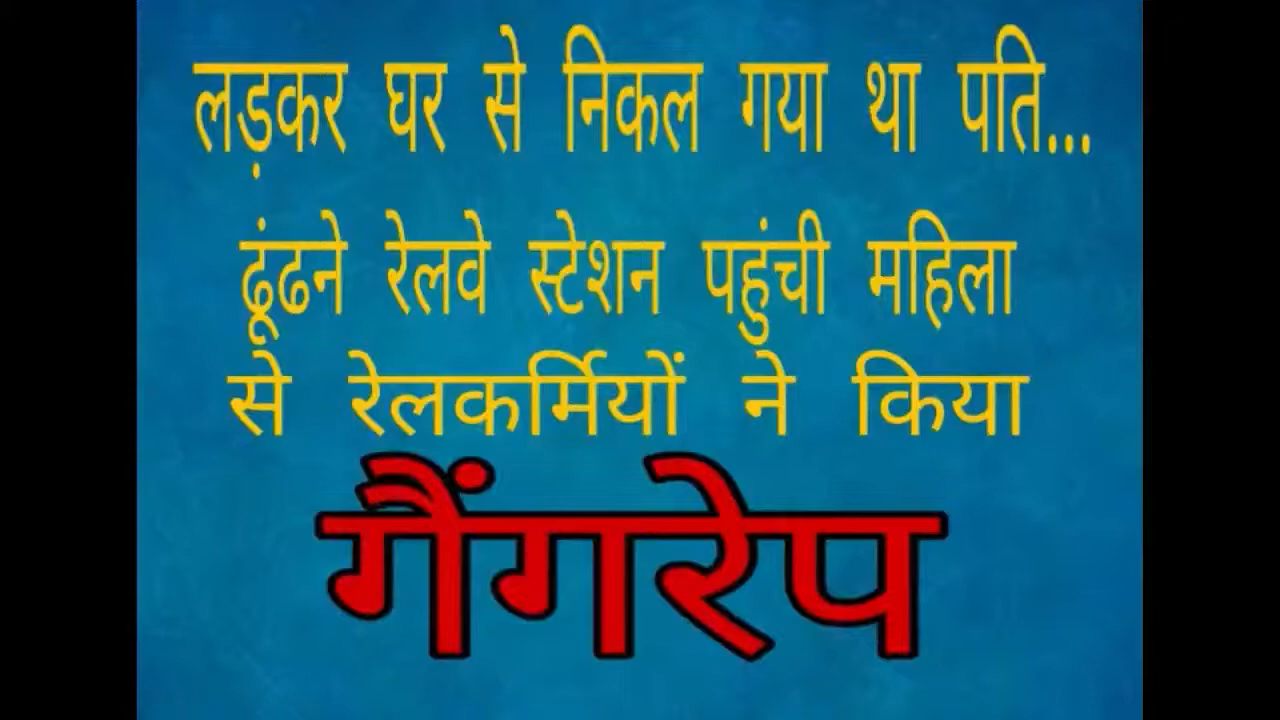 लड़कर घर से निकल गया था पति...
ढूंढने रेलवे स्टेशन पहुंची महिला
से रेलकर्मियों ने किया
गैंगरेप